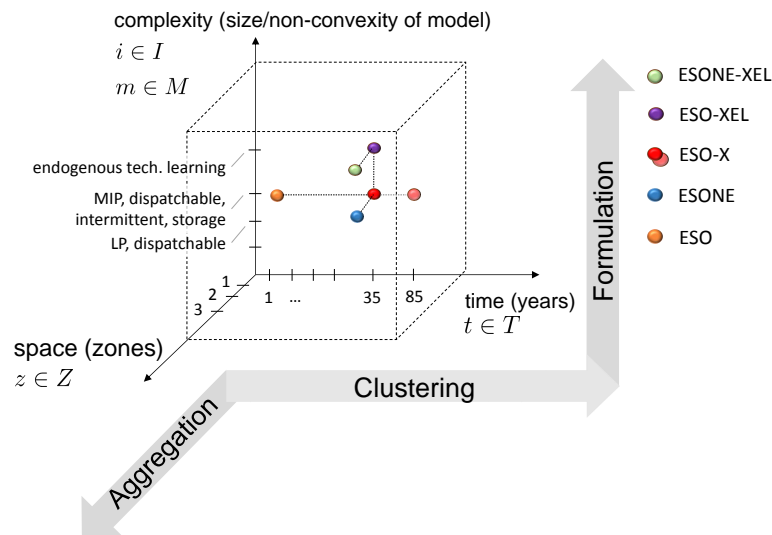 complexity (size/non-convexity of model)
i ∈ I
m ∈ M
endogenous tech. learning
MIP, dispatchable,
intermittent, storage
LP, dispatchable
1
2
3
1 ... 35 85
time (years)
t ∈ T
space (zones)
z ∈ Z
Clustering
Aggregation
Formulation
ESONE-XEL
ESO-XEL
ESO-X
ESONE
ESO